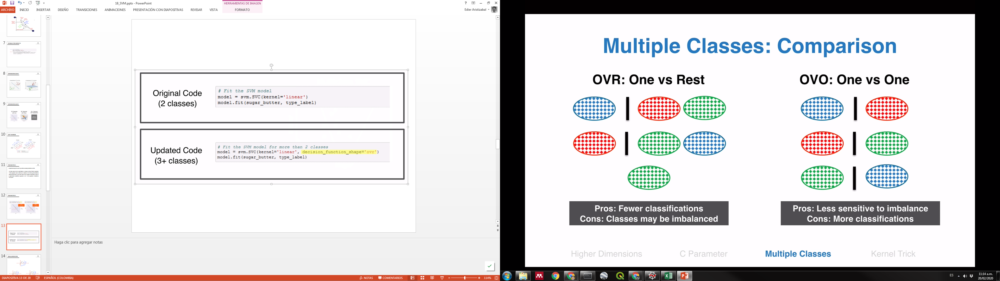 18_SVM.pptx - PowerPoint
HERRAMIENTAS DE IMAGEN
ARCHIVO INICIO INSERTAR DISEÑO TRANSICIONES ANIMACIONES PRESENTACIÓN CON DIAPOSITIVAS REVISAR VISTA FORMATO
Edier Aristizabal
7
8
9
10
11
12
13
14
Original Code
(2 classes)
# Fit the SVM model
model = svm.SVC(kernel='linear')
model.fit(sugar_butter, type_label)
Updated Code
(3+ classes)
# Fit the SVM model for more than 2 classes
model = svm.SVC(kernel='linear', decision_function_shape='ovr')
model.fit(sugar_butter, type_label)
Haga clic para agregar notas
DIAPOSITIVA 13 DE 20 ESPAÑOL (COLOMBIA) NOTAS COMENTARIOS 114%
Multiple Classes: Comparison
OVR: One vs Rest
Pros: Fewer classifications
Cons: Classes may be imbalanced
OVO: One vs One
Pros: Less sensitive to imbalance
Cons: More classifications
Higher Dimensions C Parameter Multiple Classes Kernel Trick
ES
11:14 a.m.
20/02/2020